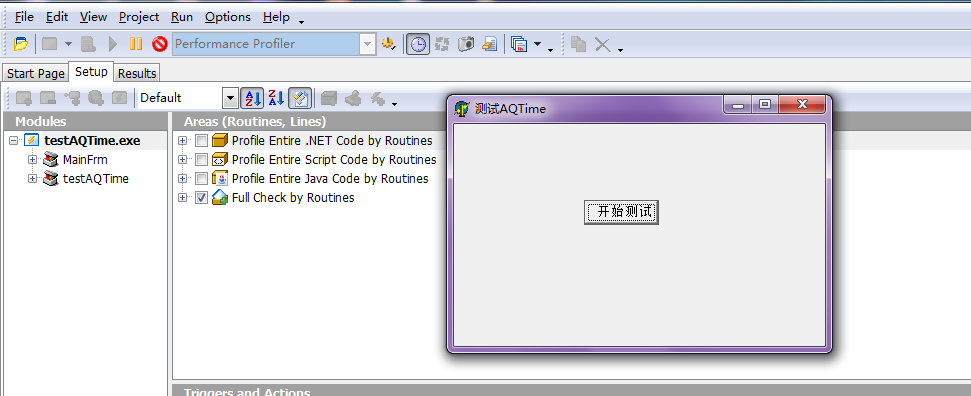 File Edit View Project Run Options Help
Performance Profiler
Start Page Setup Results
Default
Modules
testAQTime.exe
MainFrm
testAQTime
Areas (Routines, Lines)
Profile Entire .NET Code by Routines
Profile Entire Script Code by Routines
Profile Entire Java Code by Routines
Full Check by Routines
测试AQTime
开始测试
Triggers and Actions